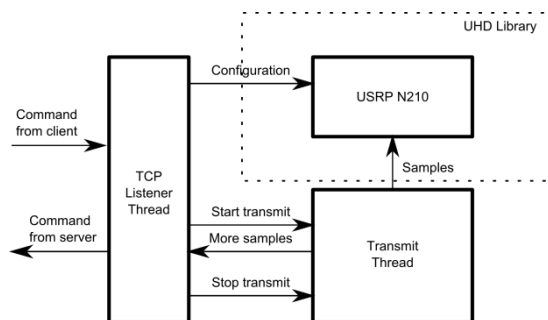 UHD Library
Configuration
USRP N210
Command
from client
TCP
Listener
Thread
Samples
Command
from server
Start transmit
More samples
Transmit
Thread
Stop transmit